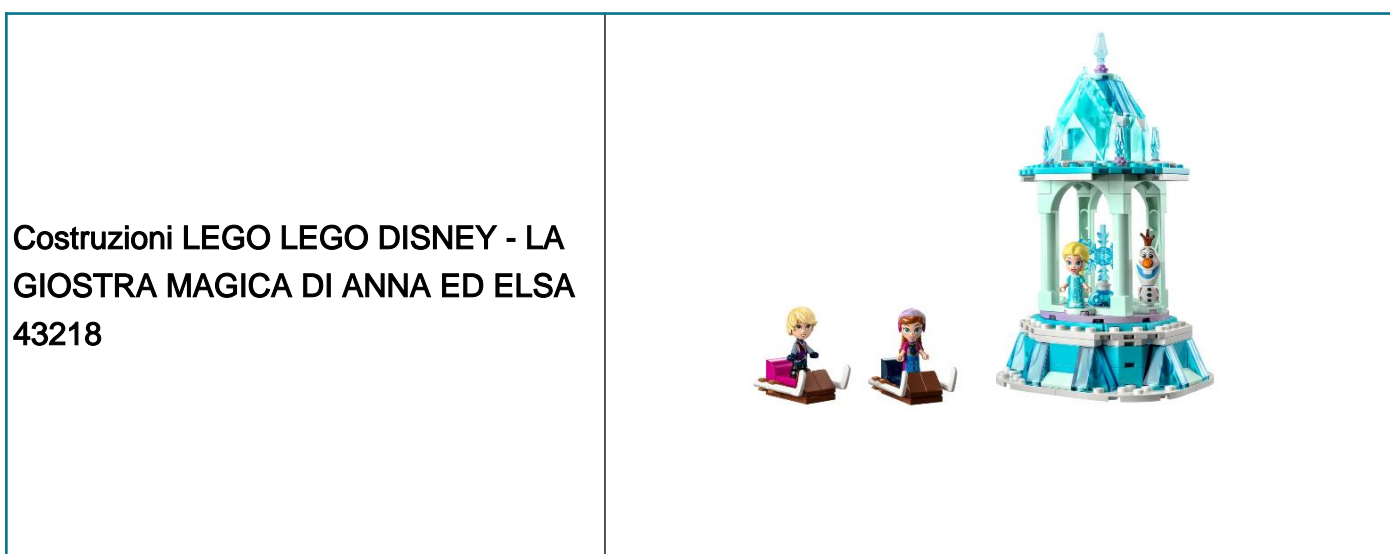 Costruzioni LEGO LEGO DISNEY - LA
GIOSTRA MAGICA DI ANNA ED ELSA
43218